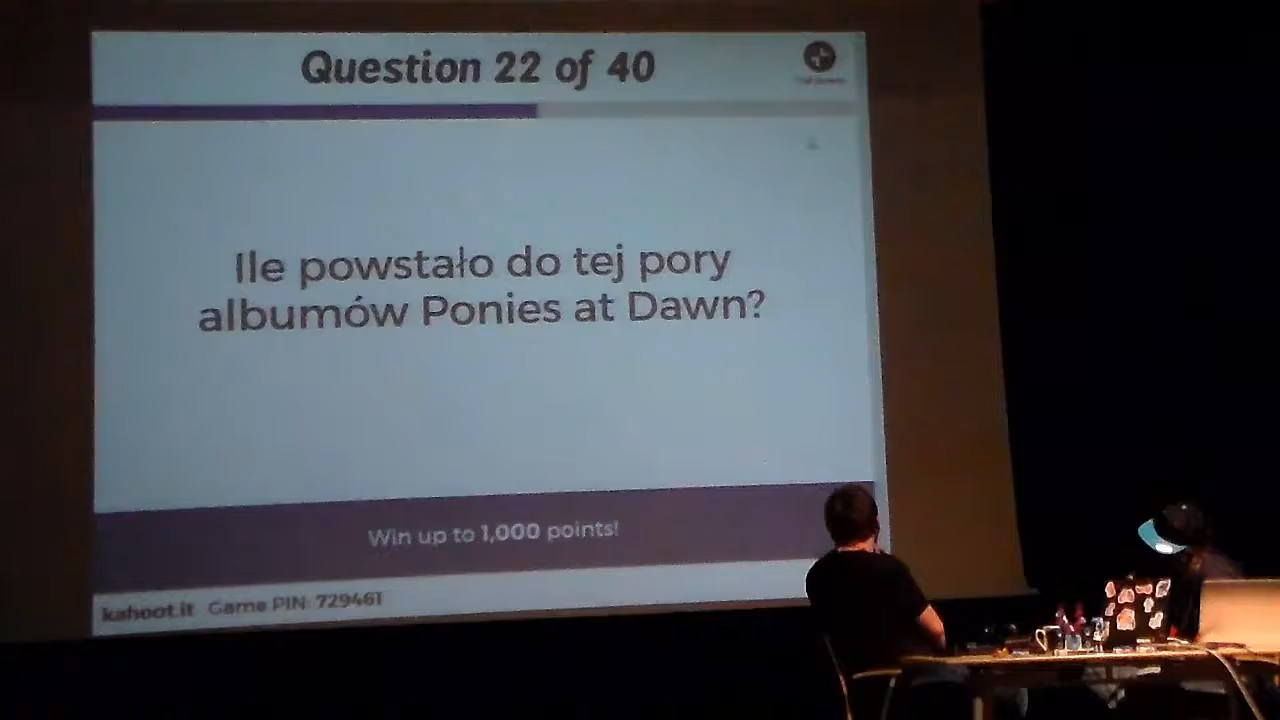 Question 22 of 40
Ile powstało do tej pory
albumów Ponies at Dawn?
Win up to 1,000 points!
kahoot.it Game PIN: 729461